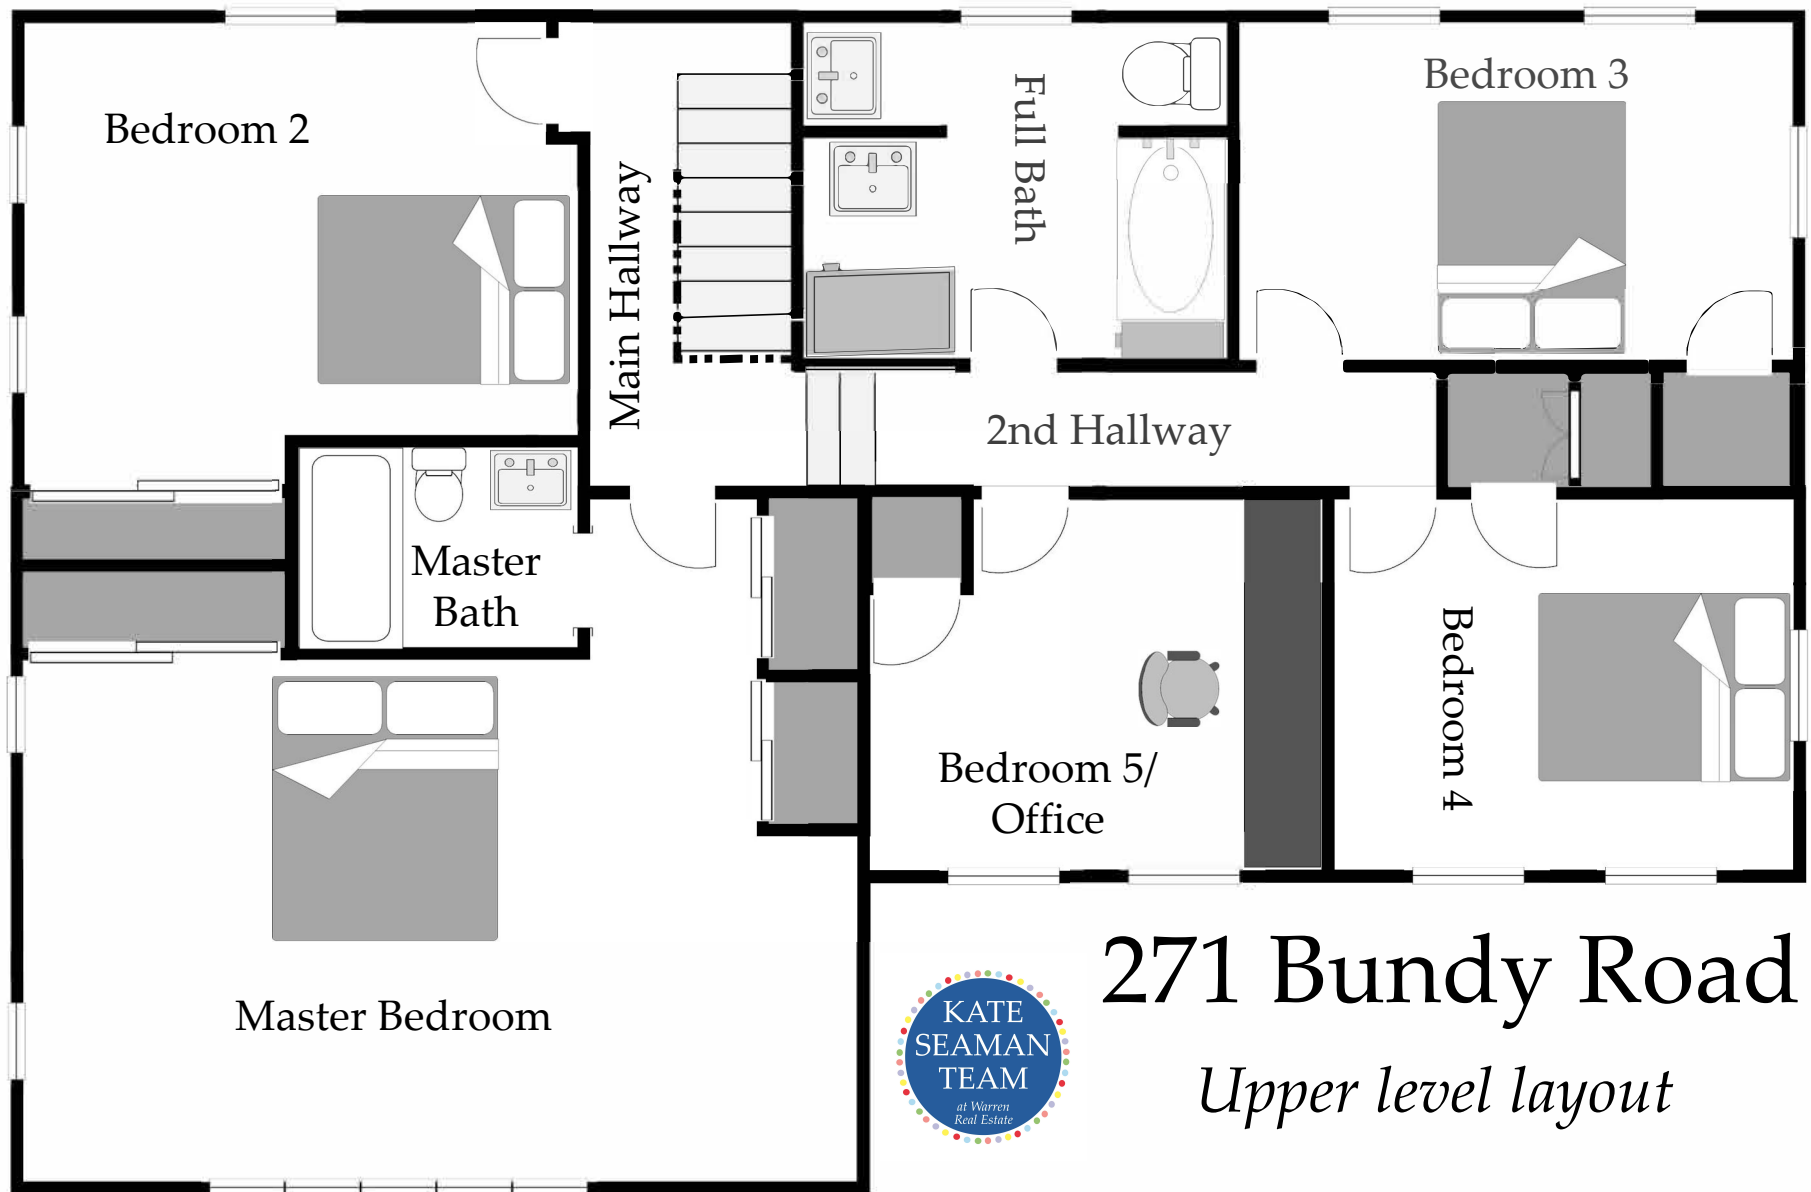 Bedroom 2
Main Hallway
Full Bath
Bedroom 3
2nd Hallway
Master
Bath
Bedroom 5/
Office
Bedroom 4
Master Bedroom
271 Bundy Road
Upper level layout
KATE
SEAMAN
TEAM
at Warren
Real Estate